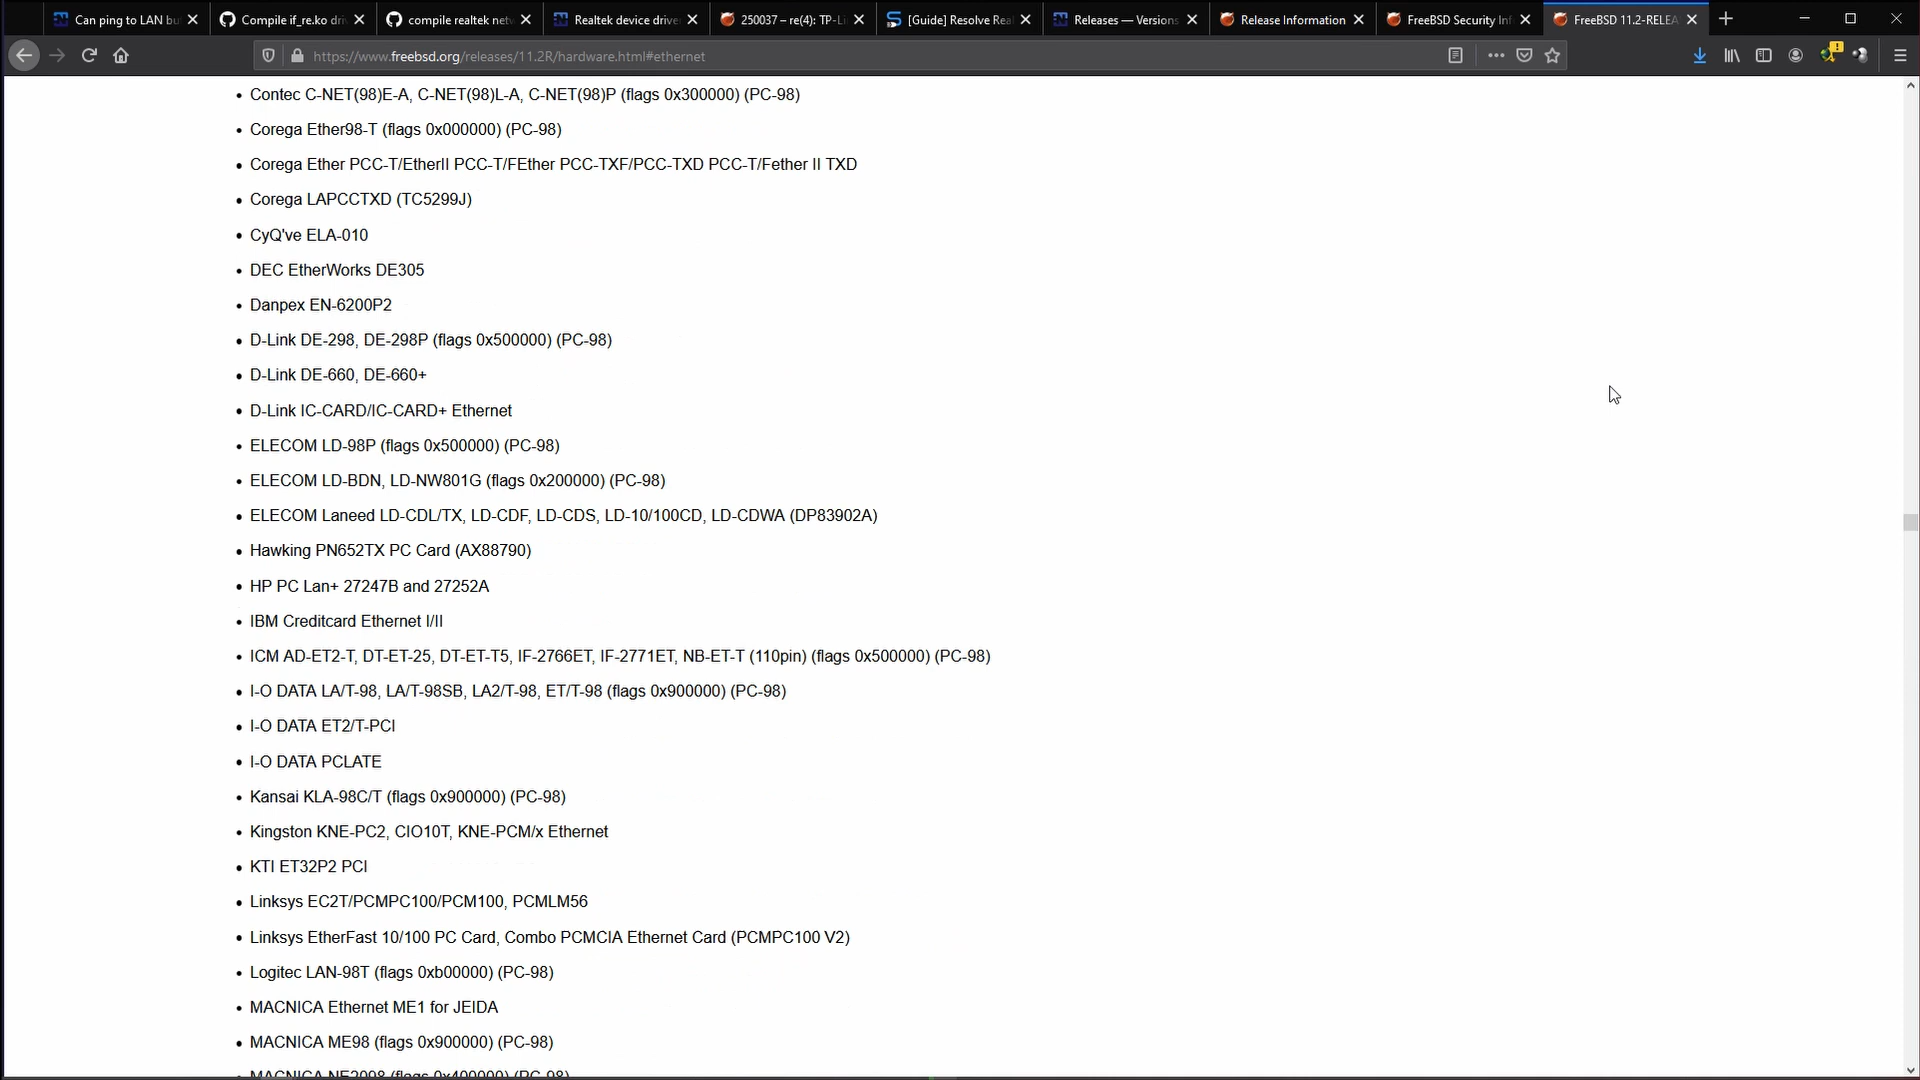 Can ping to LAN bu
Compile if_re.ko dri
compile realtek net
Realtek device drive
250037 – re(4): TP-Li
[Guide] Resolve Rea
Releases — Versions
Release Information
FreeBSD Security Inf
FreeBSD 11.2-RELEA
https://www.freebsd.org/releases/11.2R/hardware.html#ethernet
• Contec C-NET(98)E-A, C-NET(98)L-A, C-NET(98)P (flags 0x300000) (PC-98)
• Corega Ether98-T (flags 0x000000) (PC-98)
• Corega Ether PCC-T/EtherII PCC-T/FEther PCC-TXF/PCC-TXD PCC-T/Fether II TXD
• Corega LAPCCTXD (TC5299J)
• CyQ've ELA-010
• DEC EtherWorks DE305
• Danpex EN-6200P2
• D-Link DE-298, DE-298P (flags 0x500000) (PC-98)
• D-Link DE-660, DE-660+
• D-Link IC-CARD/IC-CARD+ Ethernet
• ELECOM LD-98P (flags 0x500000) (PC-98)
• ELECOM LD-BDN, LD-NW801G (flags 0x200000) (PC-98)
• ELECOM Laneed LD-CDL/TX, LD-CDF, LD-CDS, LD-10/100CD, LD-CDWA (DP83902A)
• Hawking PN652TX PC Card (AX88790)
• HP PC Lan+ 27247B and 27252A
• IBM Creditcard Ethernet I/II
• ICM AD-ET2-T, DT-ET-25, DT-ET-T5, IF-2766ET, IF-2771ET, NB-ET-T (110pin) (flags 0x500000) (PC-98)
• I-O DATA LA/T-98, LA/T-98SB, LA2/T-98, ET/T-98 (flags 0x900000) (PC-98)
• I-O DATA ET2/T-PCI
• I-O DATA PCLATE
• Kansai KLA-98C/T (flags 0x900000) (PC-98)
• Kingston KNE-PC2, CIO10T, KNE-PCM/x Ethernet
• KTI ET32P2 PCI
• Linksys EC2T/PCMPC100/PCM100, PCMLM56
• Linksys EtherFast 10/100 PC Card, Combo PCMCIA Ethernet Card (PCMPC100 V2)
• Logitec LAN-98T (flags 0xb00000) (PC-98)
• MACNICA Ethernet ME1 for JEIDA
• MACNICA ME98 (flags 0x900000) (PC-98)
• MACNICA NE2098 (flags 0x400000) (PC-98)